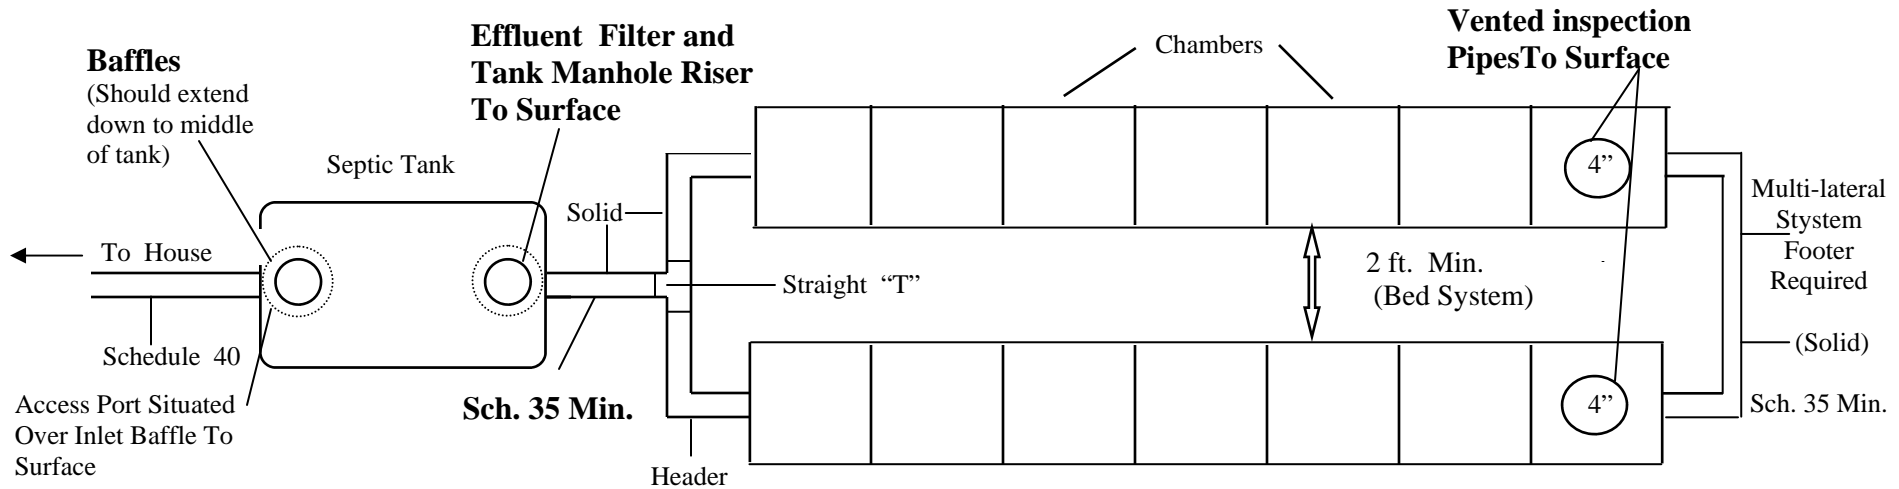 Baffles
(Should extend
down to middle
of tank)
Effluent Filter and
Tank Manhole Riser
To Surface
Chambers
Vented inspection
PipesTo Surface
Septic Tank
Solid
4”
Multi-lateral
Stystem
Footer
Required
To House
Straight “T”
2 ft. Min.
(Bed System)
Schedule 40
(Solid)
Access Port Situated
Over Inlet Baffle To
Surface
Sch. 35 Min.
4”
Sch. 35 Min.
Header